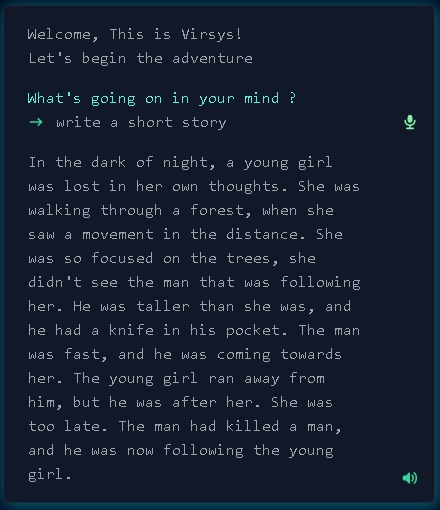 Welcome, This is Virsys!
Let's begin the adventure
What's going on in your mind ?
→ write a short story
In the dark of night, a young girl
was lost in her own thoughts. She was
walking through a forest, when she
saw a movement in the distance. She
was so focused on the trees, she
didn't see the man that was following
her. He was taller than she was, and
he had a knife in his pocket. The man
was fast, and he was coming towards
her. The young girl ran away from
him, but he was after her. She was
too late. The man had killed a man,
and he was now following the young
girl.